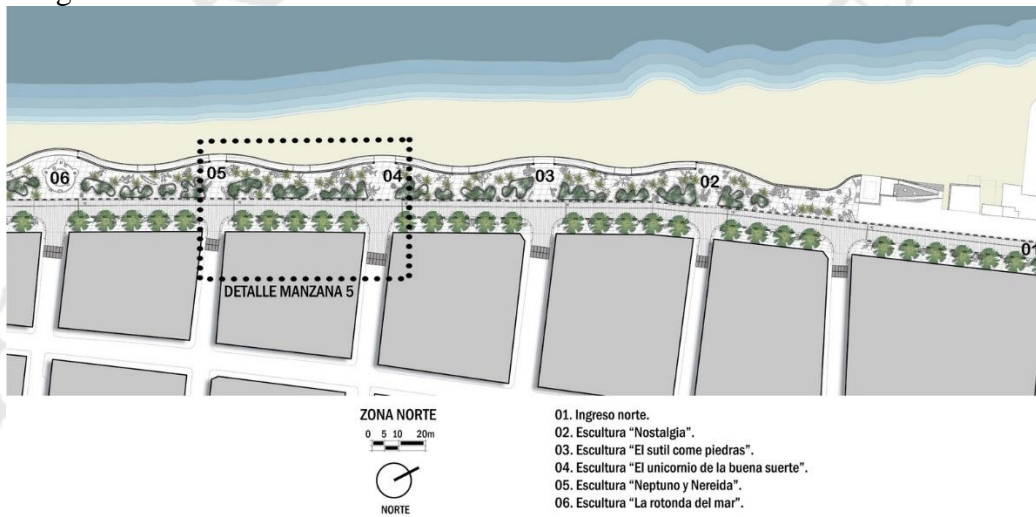 06
05
04
03
02
01
DETALLE MANZANA 5
ZONA NORTE
0 5 10 20m
NORTE
01. Ingreso norte.
02. Escultura “Nostalgia”.
03. Escultura “El sutil come piedras”.
04. Escultura “El unicornio de la buena suerte”.
05. Escultura “Neptuno y Nereida”.
06. Escultura “La rotonda del mar”.